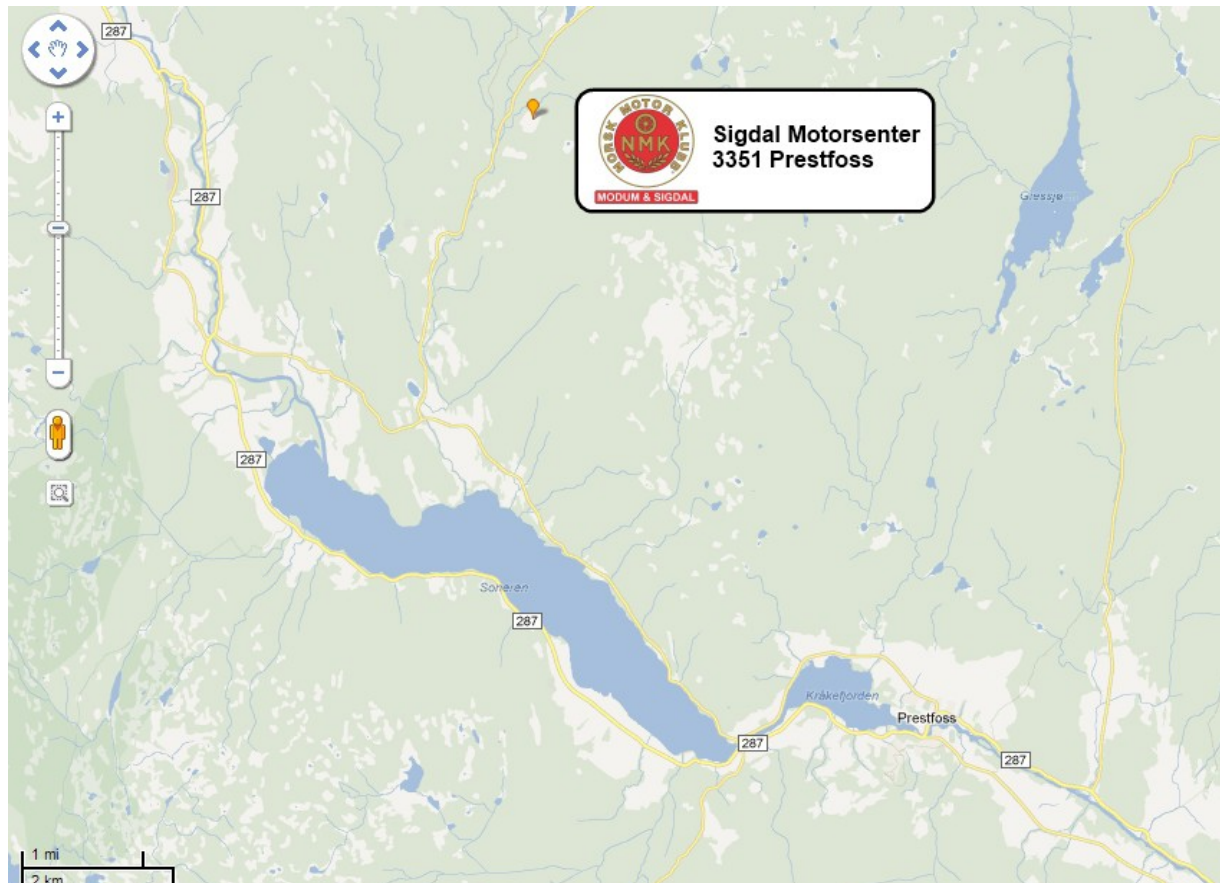 287
NORSK MOTOR KLUBB
NMK
MODUM & SIGDAL
Sigdal Motorsenter
3351 Prestfoss
287
Glessjø
287
Soneren
287
Kråkefjorden
Prestfoss
287
287
1 mi
2 km